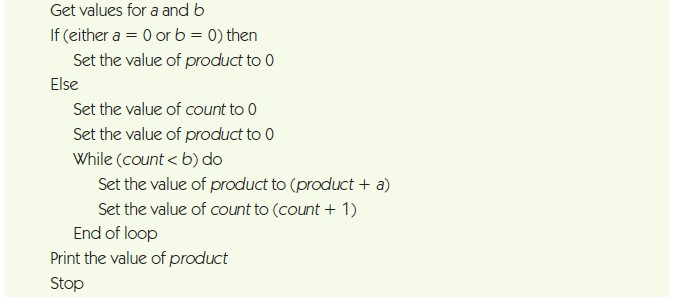 Get values for a and b
If (either a = 0 or b = 0) then
Set the value of product to 0
Else
Set the value of count to 0
Set the value of product to 0
While (count < b) do
Set the value of product to (product + a)
Set the value of count to (count + 1)
End of loop
Print the value of product
Stop